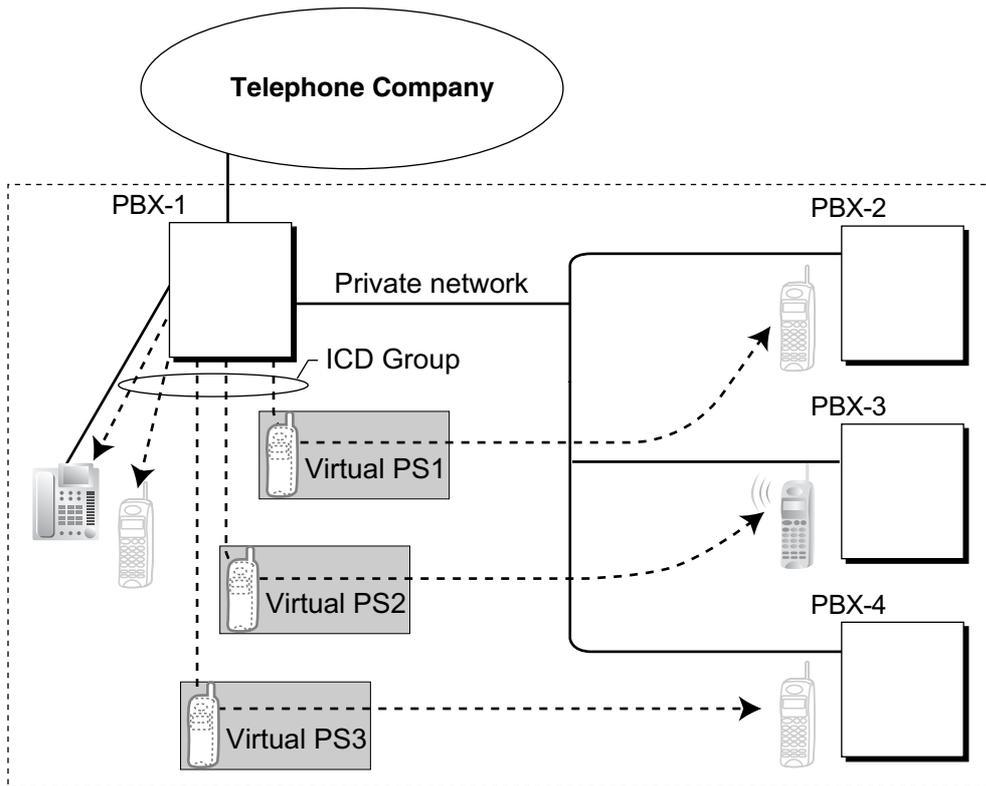 Telephone Company
PBX-1
PBX-2
Private network
ICD Group
PBX-3
Virtual PS1
Virtual PS2
PBX-4
Virtual PS3